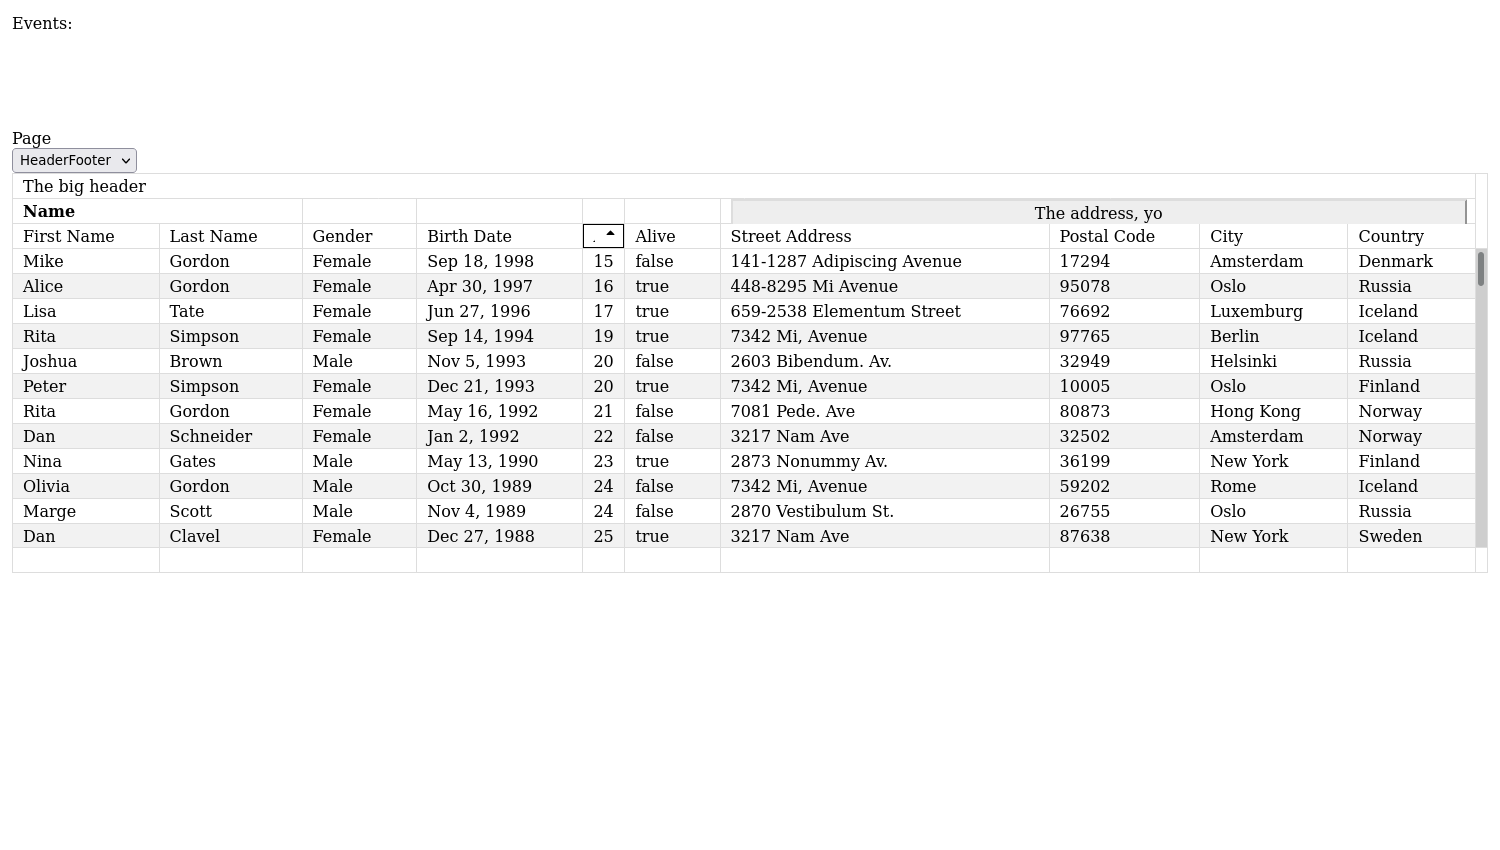 Events:
Page
HeaderFooter
The big header
Name The address, yo
First Name Last Name Gender Birth Date . Alive Street Address Postal Code City Country
Mike Gordon Female Sep 18, 1998 15 false 141-1287 Adipiscing Avenue 17294 Amsterdam Denmark
Alice Gordon Female Apr 30, 1997 16 true 448-8295 Mi Avenue 95078 Oslo Russia
Lisa Tate Female Jun 27, 1996 17 true 659-2538 Elementum Street 76692 Luxemburg Iceland
Rita Simpson Female Sep 14, 1994 19 true 7342 Mi, Avenue 97765 Berlin Iceland
Joshua Brown Male Nov 5, 1993 20 false 2603 Bibendum. Av. 32949 Helsinki Russia
Peter Simpson Female Dec 21, 1993 20 true 7342 Mi, Avenue 10005 Oslo Finland
Rita Gordon Female May 16, 1992 21 false 7081 Pede. Ave 80873 Hong Kong Norway
Dan Schneider Female Jan 2, 1992 22 false 3217 Nam Ave 32502 Amsterdam Norway
Nina Gates Male May 13, 1990 23 true 2873 Nonummy Av. 36199 New York Finland
Olivia Gordon Male Oct 30, 1989 24 false 7342 Mi, Avenue 59202 Rome Iceland
Marge Scott Male Nov 4, 1989 24 false 2870 Vestibulum St. 26755 Oslo Russia
Dan Clavel Female Dec 27, 1988 25 true 3217 Nam Ave 87638 New York Sweden